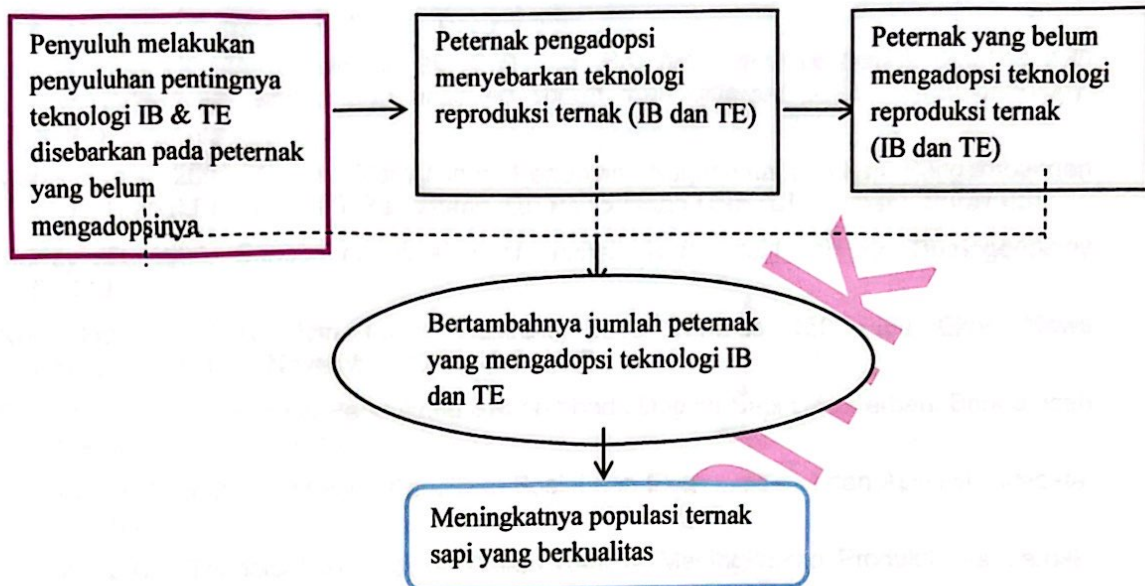 Penyuluh melakukan
penyuluhan pentingnya
teknologi IB & TE
disebarkan pada peternak
yang belum
mengadopsinya
Peternak pengadopsi
menyebarkan teknologi
reproduksi ternak (IB dan TE)
Peternak yang belum
mengadopsi teknologi
reproduksi ternak
(IB dan TE)
Bertambahnya jumlah peternak
yang mengadopsi teknologi IB
dan TE
Meningkatnya populasi ternak
sapi yang berkualitas